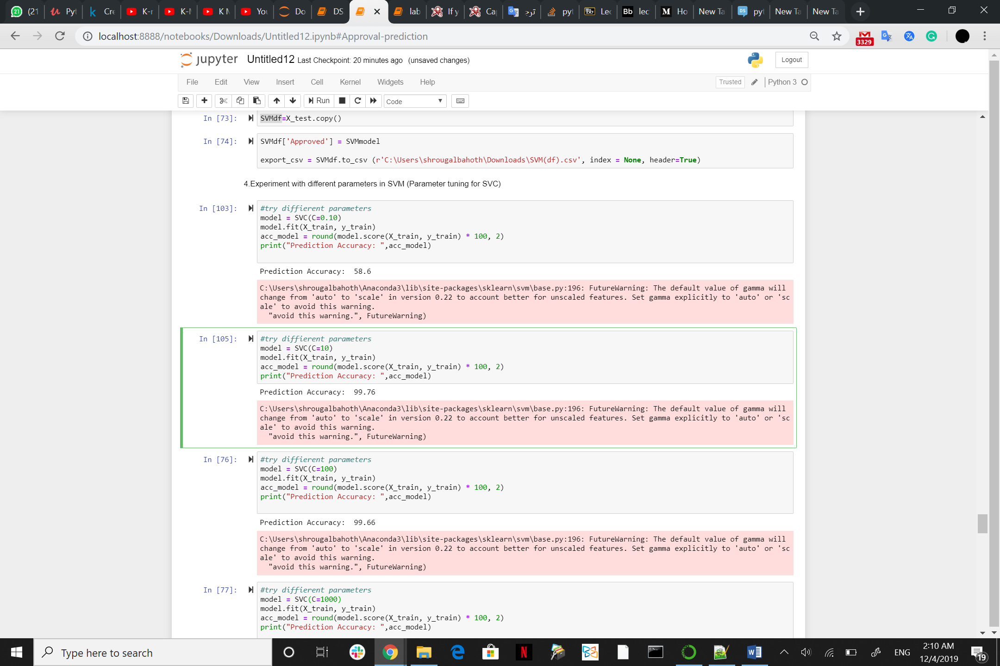 21 (21 Pyt k Cre K-r K-M K M You Do DS lab If y Ca ترج pyt Bb Lec Bb lec M Ho New Ta DS pyt New Ta New Ta
localhost:8888/notebooks/Downloads/Untitled12.ipynb#Approval-prediction 3329
jupyter Untitled12 Last Checkpoint: 20 minutes ago (unsaved changes) Logout
File Edit View Insert Cell Kernel Widgets Help Trusted Python 3
Run Code
In [73]: SVMdf=X_test.copy()
In [74]: SVMdf['Approved'] = SVMmodel
export_csv = SVMdf.to_csv (r'C:\Users\shrougalbahoth\Downloads\SVM(df).csv', index = None, header=True)
4.Experiment with different parameters in SVM (Parameter tuning for SVC)
In [103]: #try diffierent parameters
model = SVC(C=0.10)
model.fit(X_train, y_train)
acc_model = round(model.score(X_train, y_train) * 100, 2)
print("Prediction Accuracy: ",acc_model)
Prediction Accuracy:  58.6
C:\Users\shrougalbahoth\Anaconda3\lib\site-packages\sklearn\svm\base.py:196: FutureWarning: The default value of gamma will
change from 'auto' to 'scale' in version 0.22 to account better for unscaled features. Set gamma explicitly to 'auto' or 'sc
ale' to avoid this warning.
"avoid this warning.", FutureWarning)
In [105]: #try diffierent parameters
model = SVC(C=10)
model.fit(X_train, y_train)
acc_model = round(model.score(X_train, y_train) * 100, 2)
print("Prediction Accuracy: ",acc_model)
Prediction Accuracy:  99.76
C:\Users\shrougalbahoth\Anaconda3\lib\site-packages\sklearn\svm\base.py:196: FutureWarning: The default value of gamma will
change from 'auto' to 'scale' in version 0.22 to account better for unscaled features. Set gamma explicitly to 'auto' or 'sc
ale' to avoid this warning.
"avoid this warning.", FutureWarning)
In [76]: #try diffierent parameters
model = SVC(C=100)
model.fit(X_train, y_train)
acc_model = round(model.score(X_train, y_train) * 100, 2)
print("Prediction Accuracy: ",acc_model)
Prediction Accuracy:  99.66
C:\Users\shrougalbahoth\Anaconda3\lib\site-packages\sklearn\svm\base.py:196: FutureWarning: The default value of gamma will
change from 'auto' to 'scale' in version 0.22 to account better for unscaled features. Set gamma explicitly to 'auto' or 'sc
ale' to avoid this warning.
"avoid this warning.", FutureWarning)
In [77]: #try diffierent parameters
model = SVC(C=1000)
model.fit(X_train, y_train)
acc_model = round(model.score(X_train, y_train) * 100, 2)
print("Prediction Accuracy: ",acc_model)
Type here to search ENG 2:10 AM
12/4/2019 19